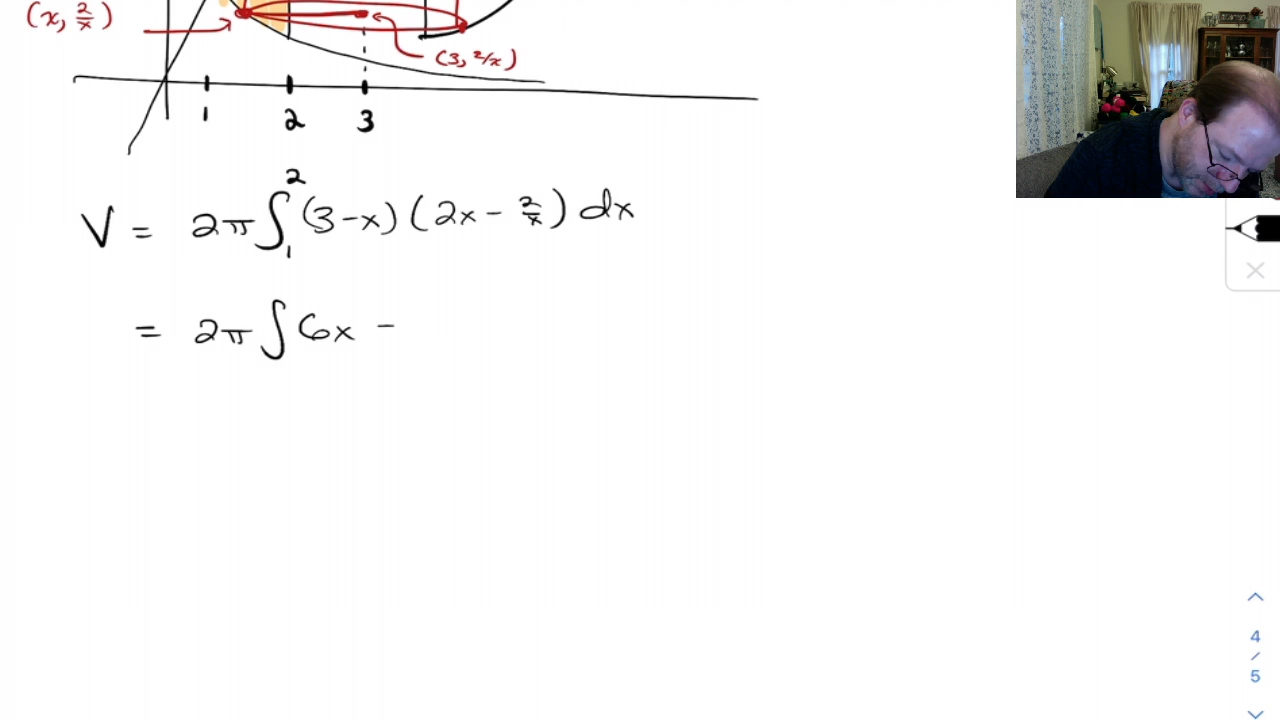 (x, 2/x)
(3, 2/x)
1 2 3
V = 2π ∫₁² (3-x)(2x - 2/x) dx
= 2π ∫ 6x -
4
/
5